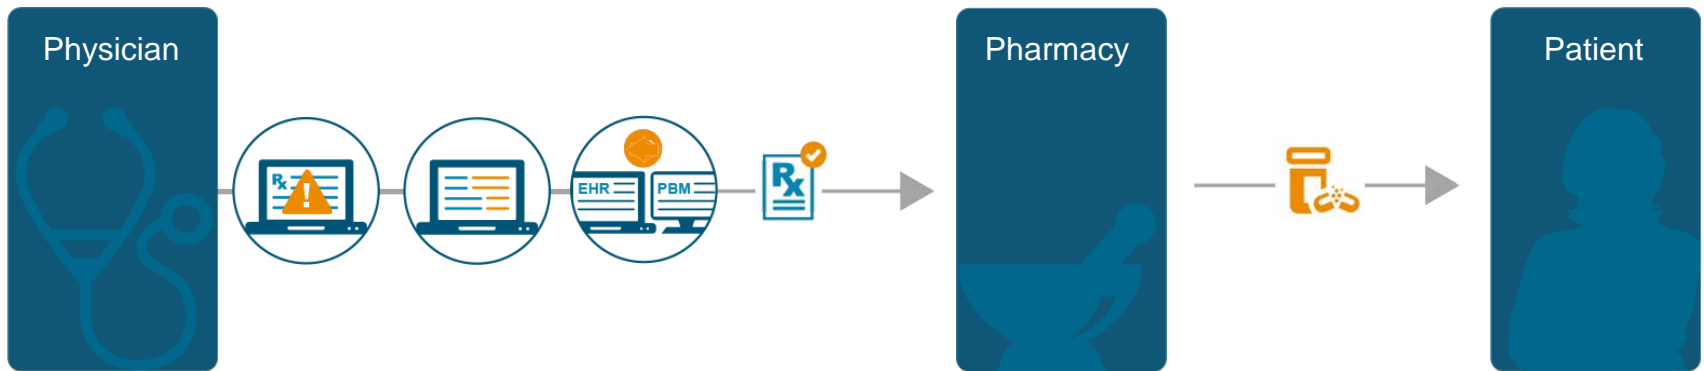 Physician
Rx
!
EHR
PBM
Rx
Pharmacy
Patient